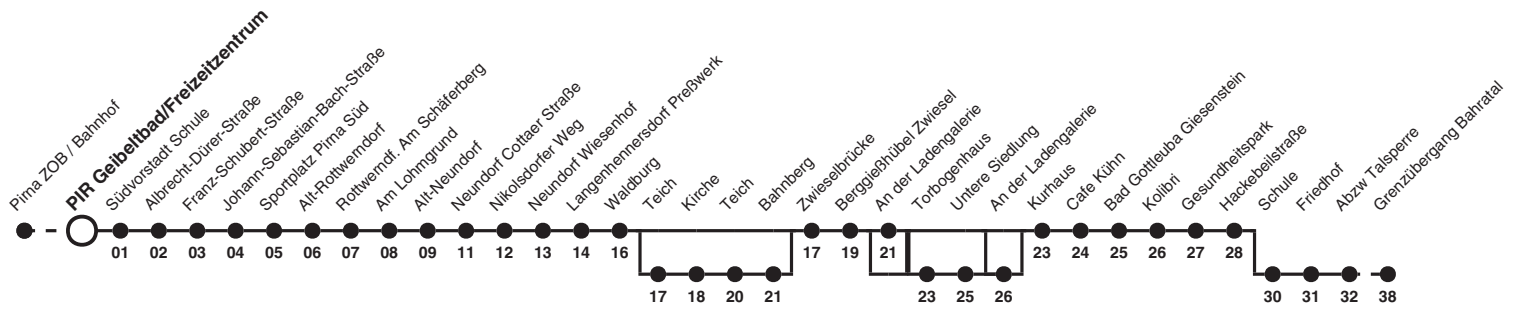 Pirna ZOB / Bahnhof
PIR Geibeltbad/Freizeitzentrum
Südvorstadt Schule
Albrecht-Dürer-Straße
Franz-Schubert-Straße
Johann-Sebastian-Bach-Straße
Sportplatz Pirna Süd
Alt-Rottwerndorf
Rottwerndf. Am Schäferberg
Am Lohmgrund
Alt-Neundorf
Neundorf Cottaer Straße
Nikolsdorfer Weg
Neundorf Wiesenhof
Langenhennersdorf Preßwerk
Waldburg
Teich
Kirche
Teich
Bahnberg
Zwieselbrücke
Berggießhübel Zwiesel
An der Ladengalerie
Torbogenhaus
Untere Siedlung
An der Ladengalerie
Kurhaus
Cafe Kühn
Bad Gottleuba Giesenstein
Kolibri
Gesundheitspark
Hackebeilstraße
Schule
Friedhof
Abzw Talsperre
Grenzübergang Bahratal
01 02 03 04 05 06 07 08 09 11 12 13 14 16 17 19 21 23 24 25 26 27 28
17 18 20 21 23 25 26 30 31 32 38